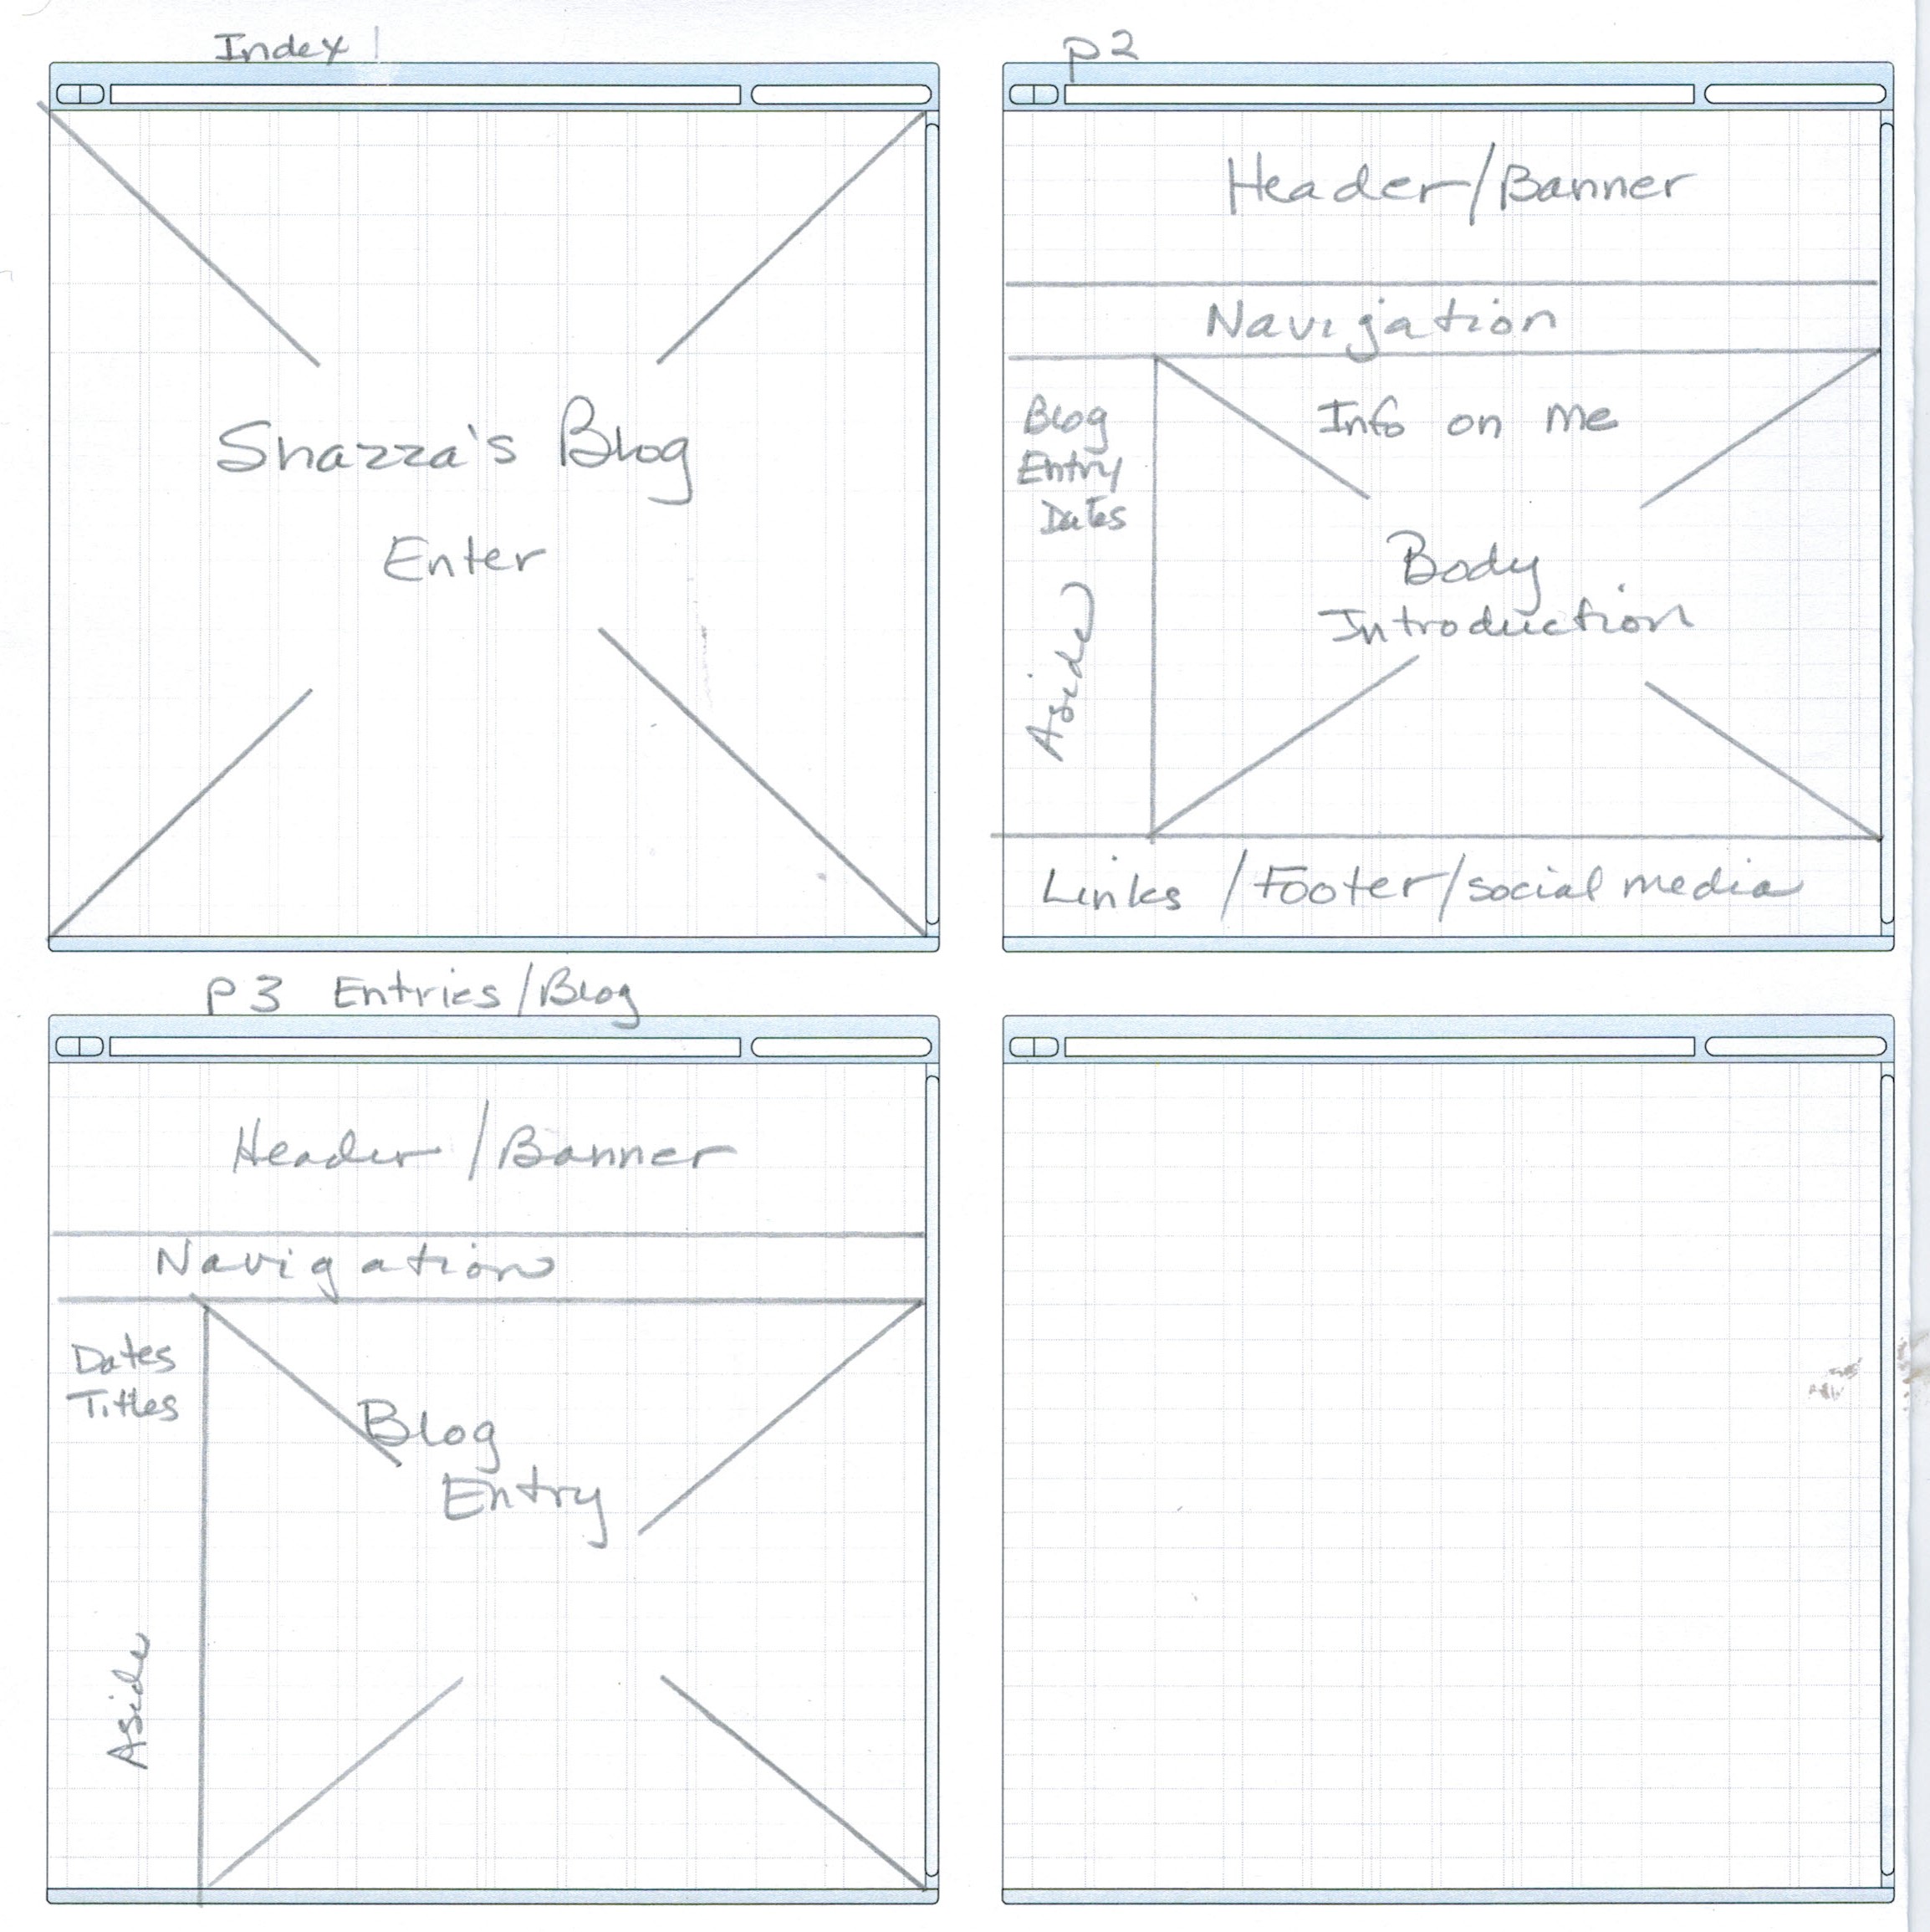 Index
Shazza's Blog
Enter
p2
Header/Banner
Navigation
Blog
Entry
Dates
Aside
Info on me
Body
Introduction
Links / Footer/social media
p3 Entries/Blog
Header/Banner
Navigation
Dates
Titles
Aside
Blog
Entry